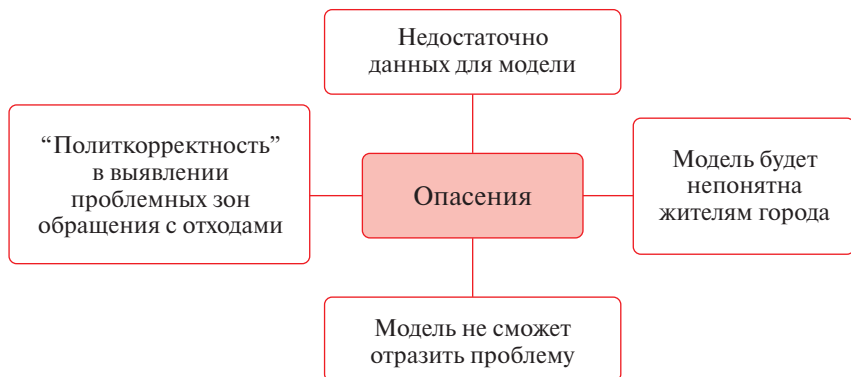 Недостаточно
данных для модели
“Политкорректность”
в выявлении
проблемных зон
обращения с отходами
Опасения
Модель будет
непонятна
жителям города
Модель не сможет
отразить проблему